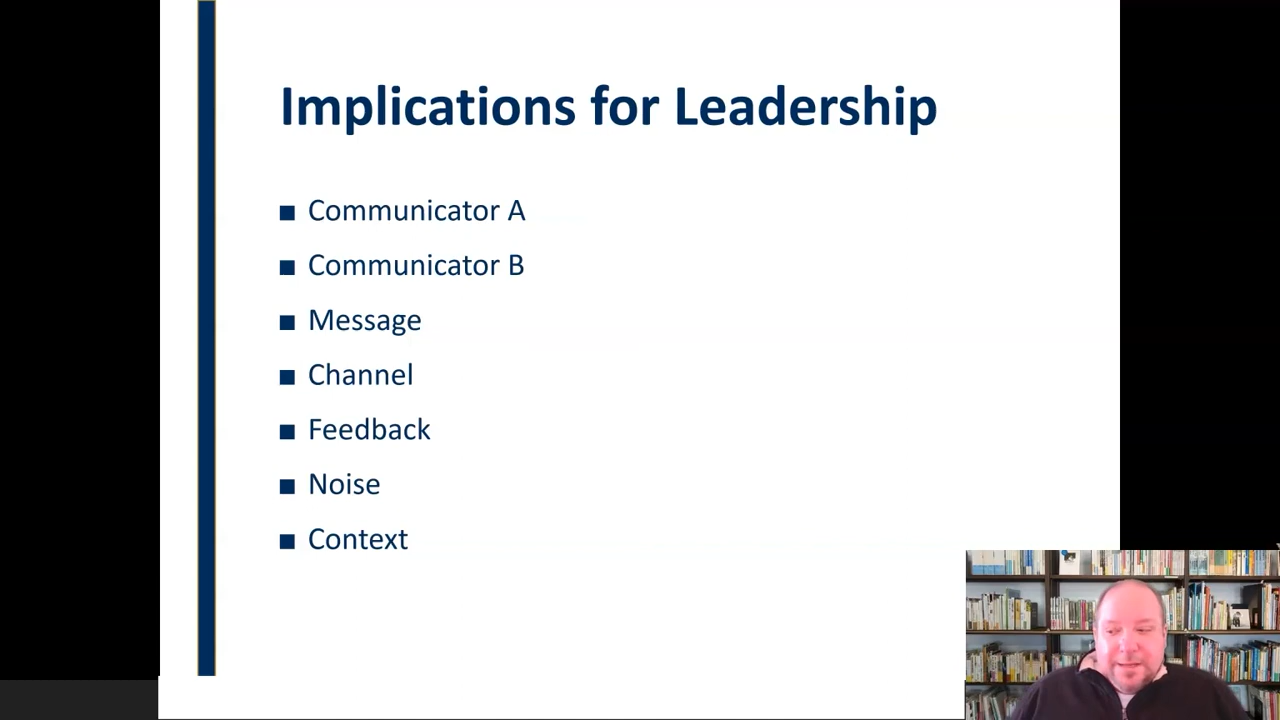 Implications for Leadership
Communicator A
Communicator B
Message
Channel
Feedback
Noise
Context